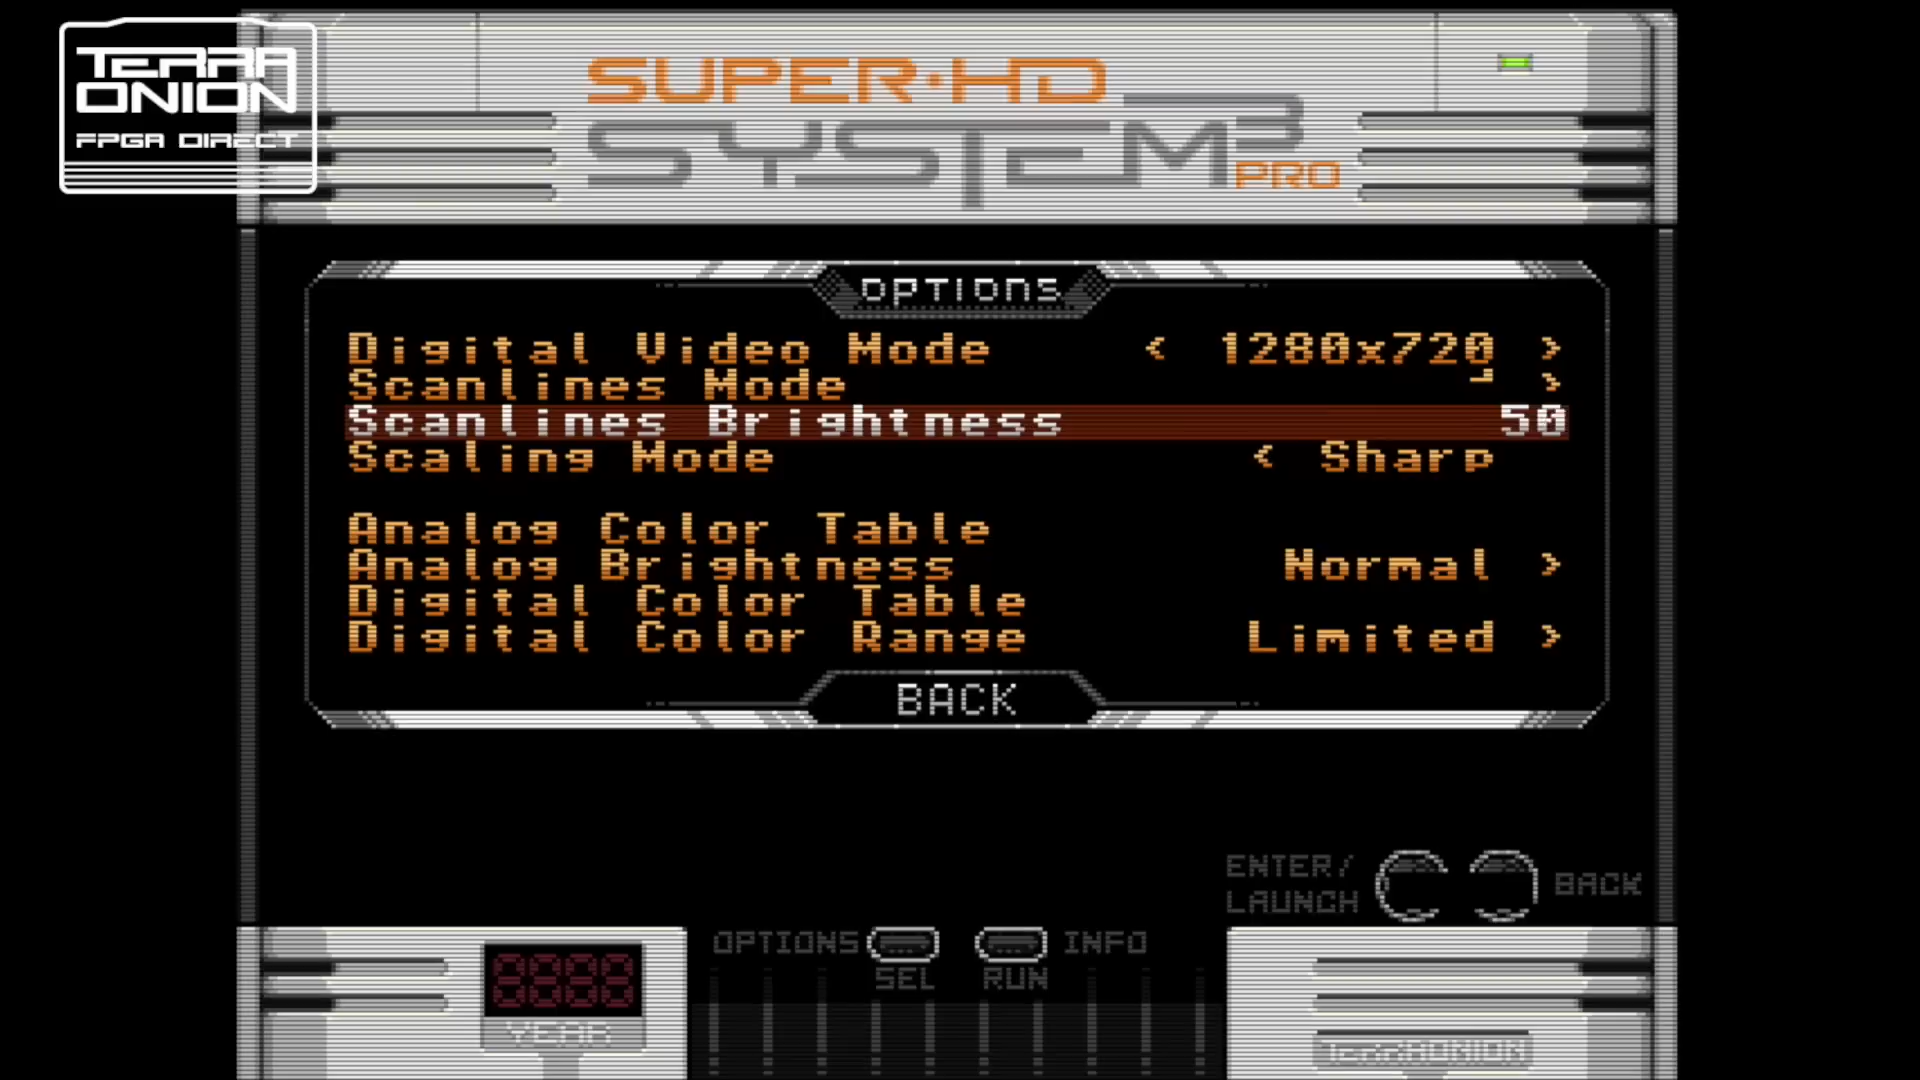 TERRA
ONION
FPGA DIRECT
SUPER·HD
SYSTEM3
PRO
OPTIONS
Digital Video Mode < 1280x720 >
Scanlines Mode >
Scanlines Brightness 50
Scaling Mode < Sharp
Analog Color Table
Analog Brightness Normal >
Digital Color Table
Digital Color Range Limited >
BACK
ENTER/
LAUNCH
BACK
OPTIONS
SEL
RUN
INFO
8888
YEAR
TerrAONION